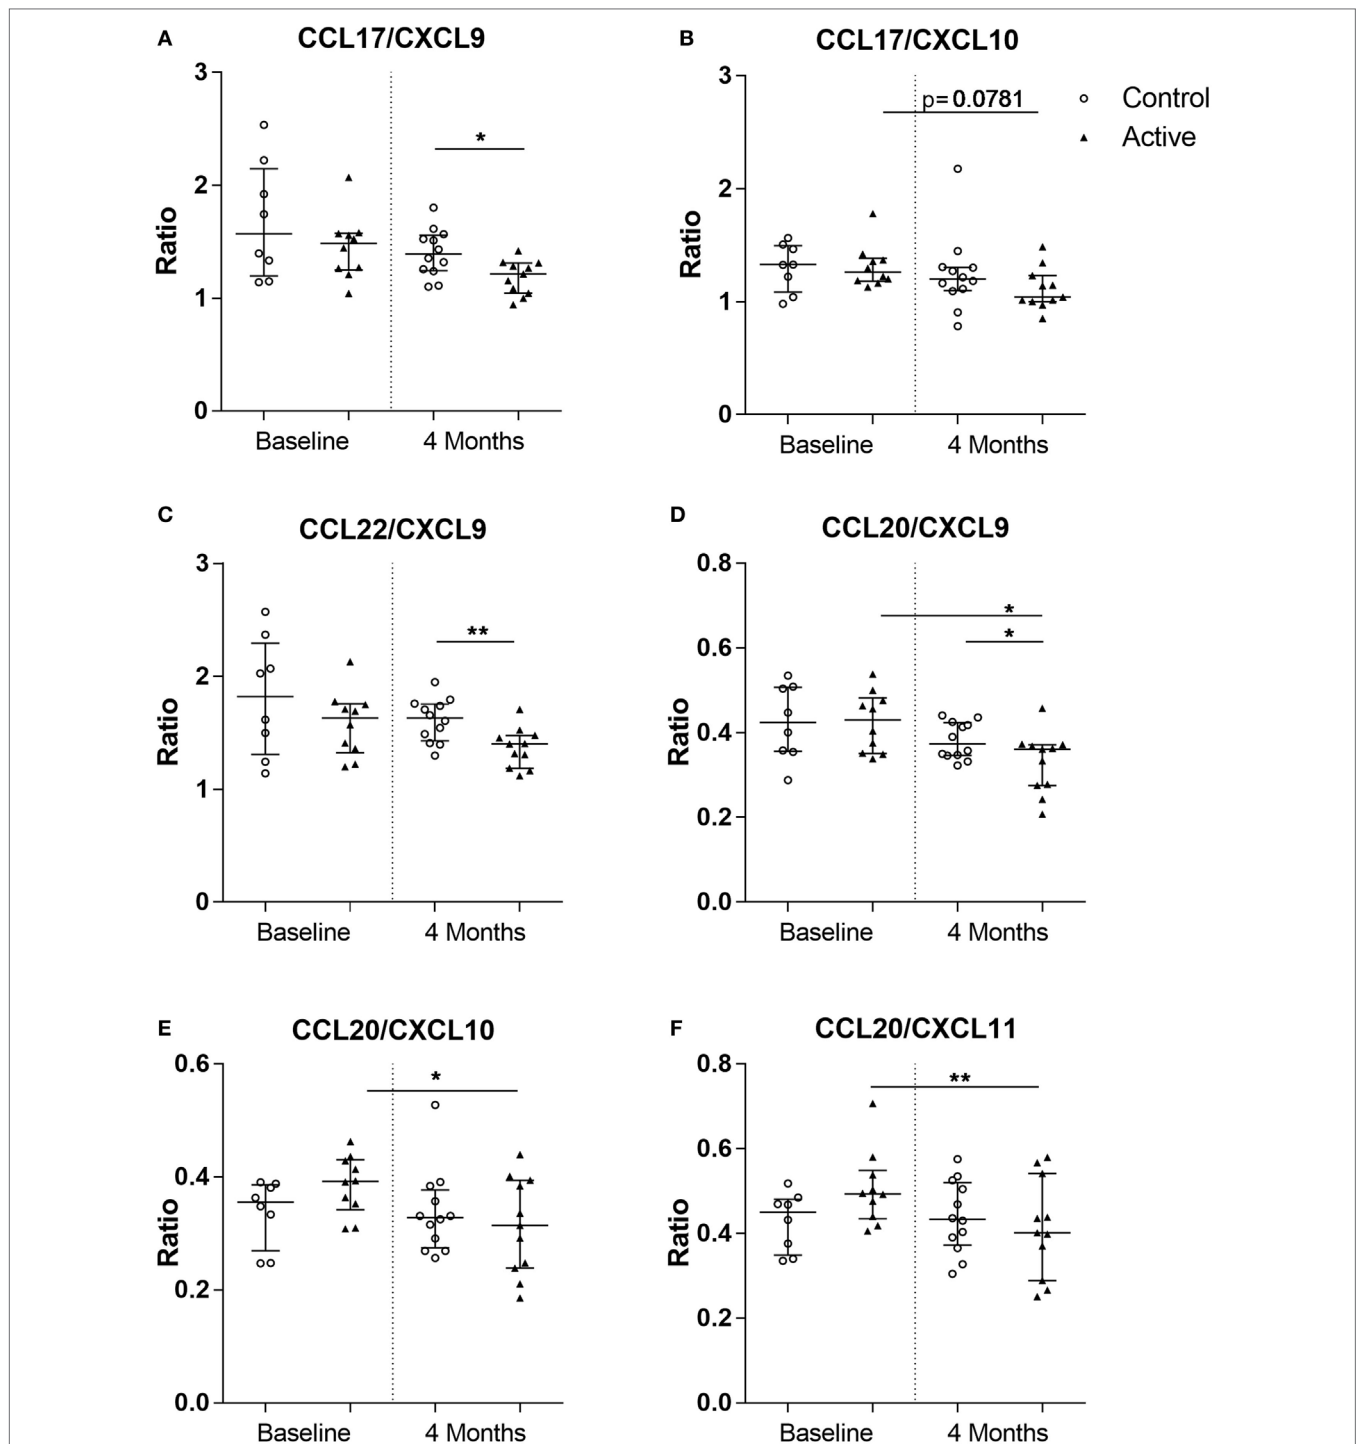 A
CCL17/CXCL9
3
2
1
0
Ratio
*
Baseline
4 Months
B
CCL17/CXCL10
3
2
1
0
Ratio
p=0.0781
Baseline
4 Months
Control
Active
C
CCL22/CXCL9
3
2
1
0
Ratio
**
Baseline
4 Months
D
CCL20/CXCL9
0.8
0.6
0.4
0.2
0.0
Ratio
*
*
Baseline
4 Months
E
CCL20/CXCL10
0.6
0.4
0.2
0.0
Ratio
*
Baseline
4 Months
F
CCL20/CXCL11
0.8
0.6
0.4
0.2
0.0
Ratio
**
Baseline
4 Months